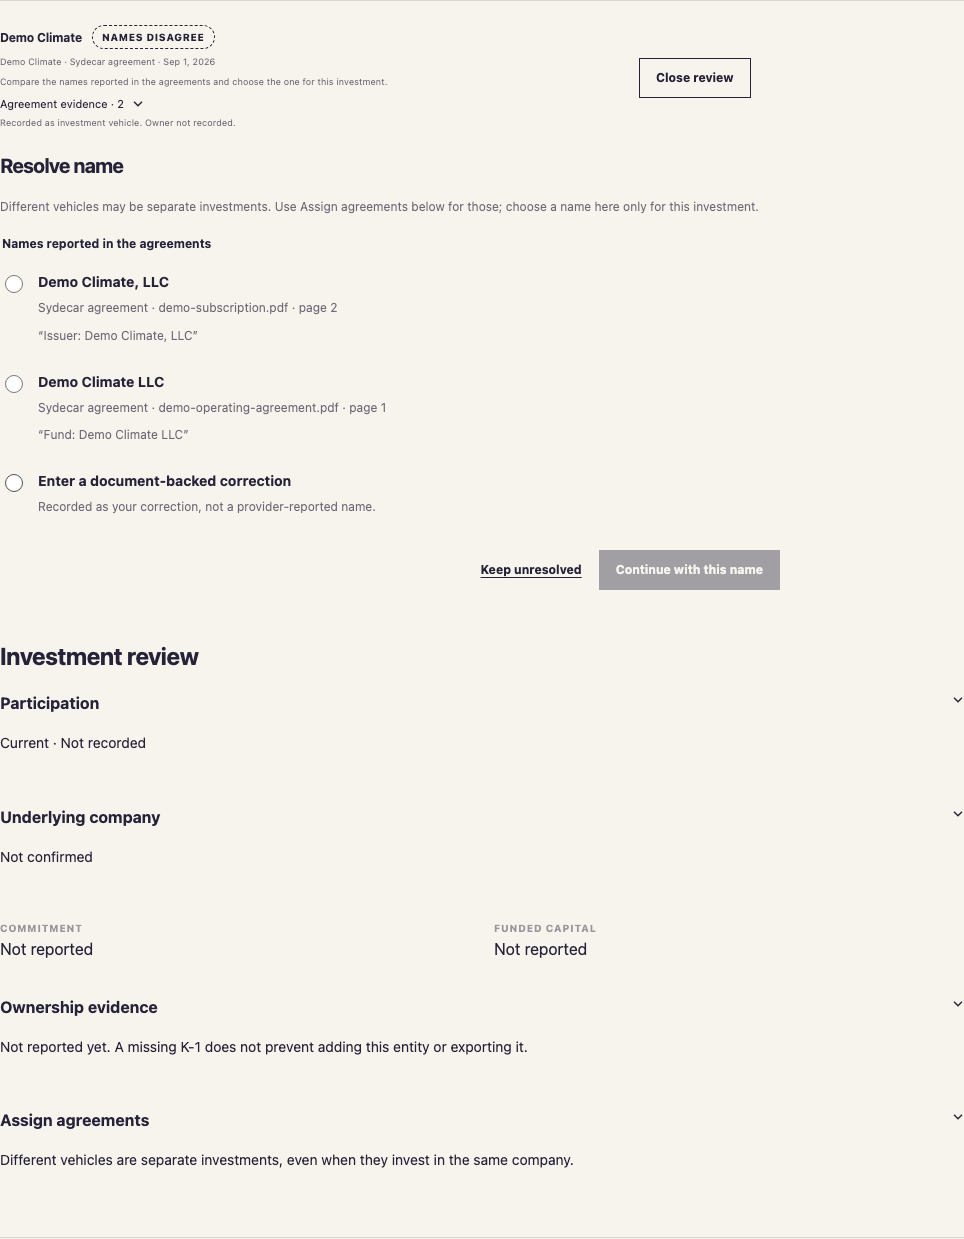 Demo Climate NAMES DISAGREE
Demo Climate · Sydecar agreement · Sep 1, 2026
Compare the names reported in the agreements and choose the one for this investment.
Close review
Agreement evidence · 2
Recorded as investment vehicle. Owner not recorded.
Resolve name
Different vehicles may be separate investments. Use Assign agreements below for those; choose a name here only for this investment.
Names reported in the agreements
Demo Climate, LLC
Sydecar agreement · demo-subscription.pdf · page 2
“Issuer: Demo Climate, LLC”
Demo Climate LLC
Sydecar agreement · demo-operating-agreement.pdf · page 1
“Fund: Demo Climate LLC”
Enter a document-backed correction
Recorded as your correction, not a provider-reported name.
Keep unresolved Continue with this name
Investment review
Participation
Current · Not recorded
Underlying company
Not confirmed
COMMITMENT FUNDED CAPITAL
Not reported Not reported
Ownership evidence
Not reported yet. A missing K-1 does not prevent adding this entity or exporting it.
Assign agreements
Different vehicles are separate investments, even when they invest in the same company.